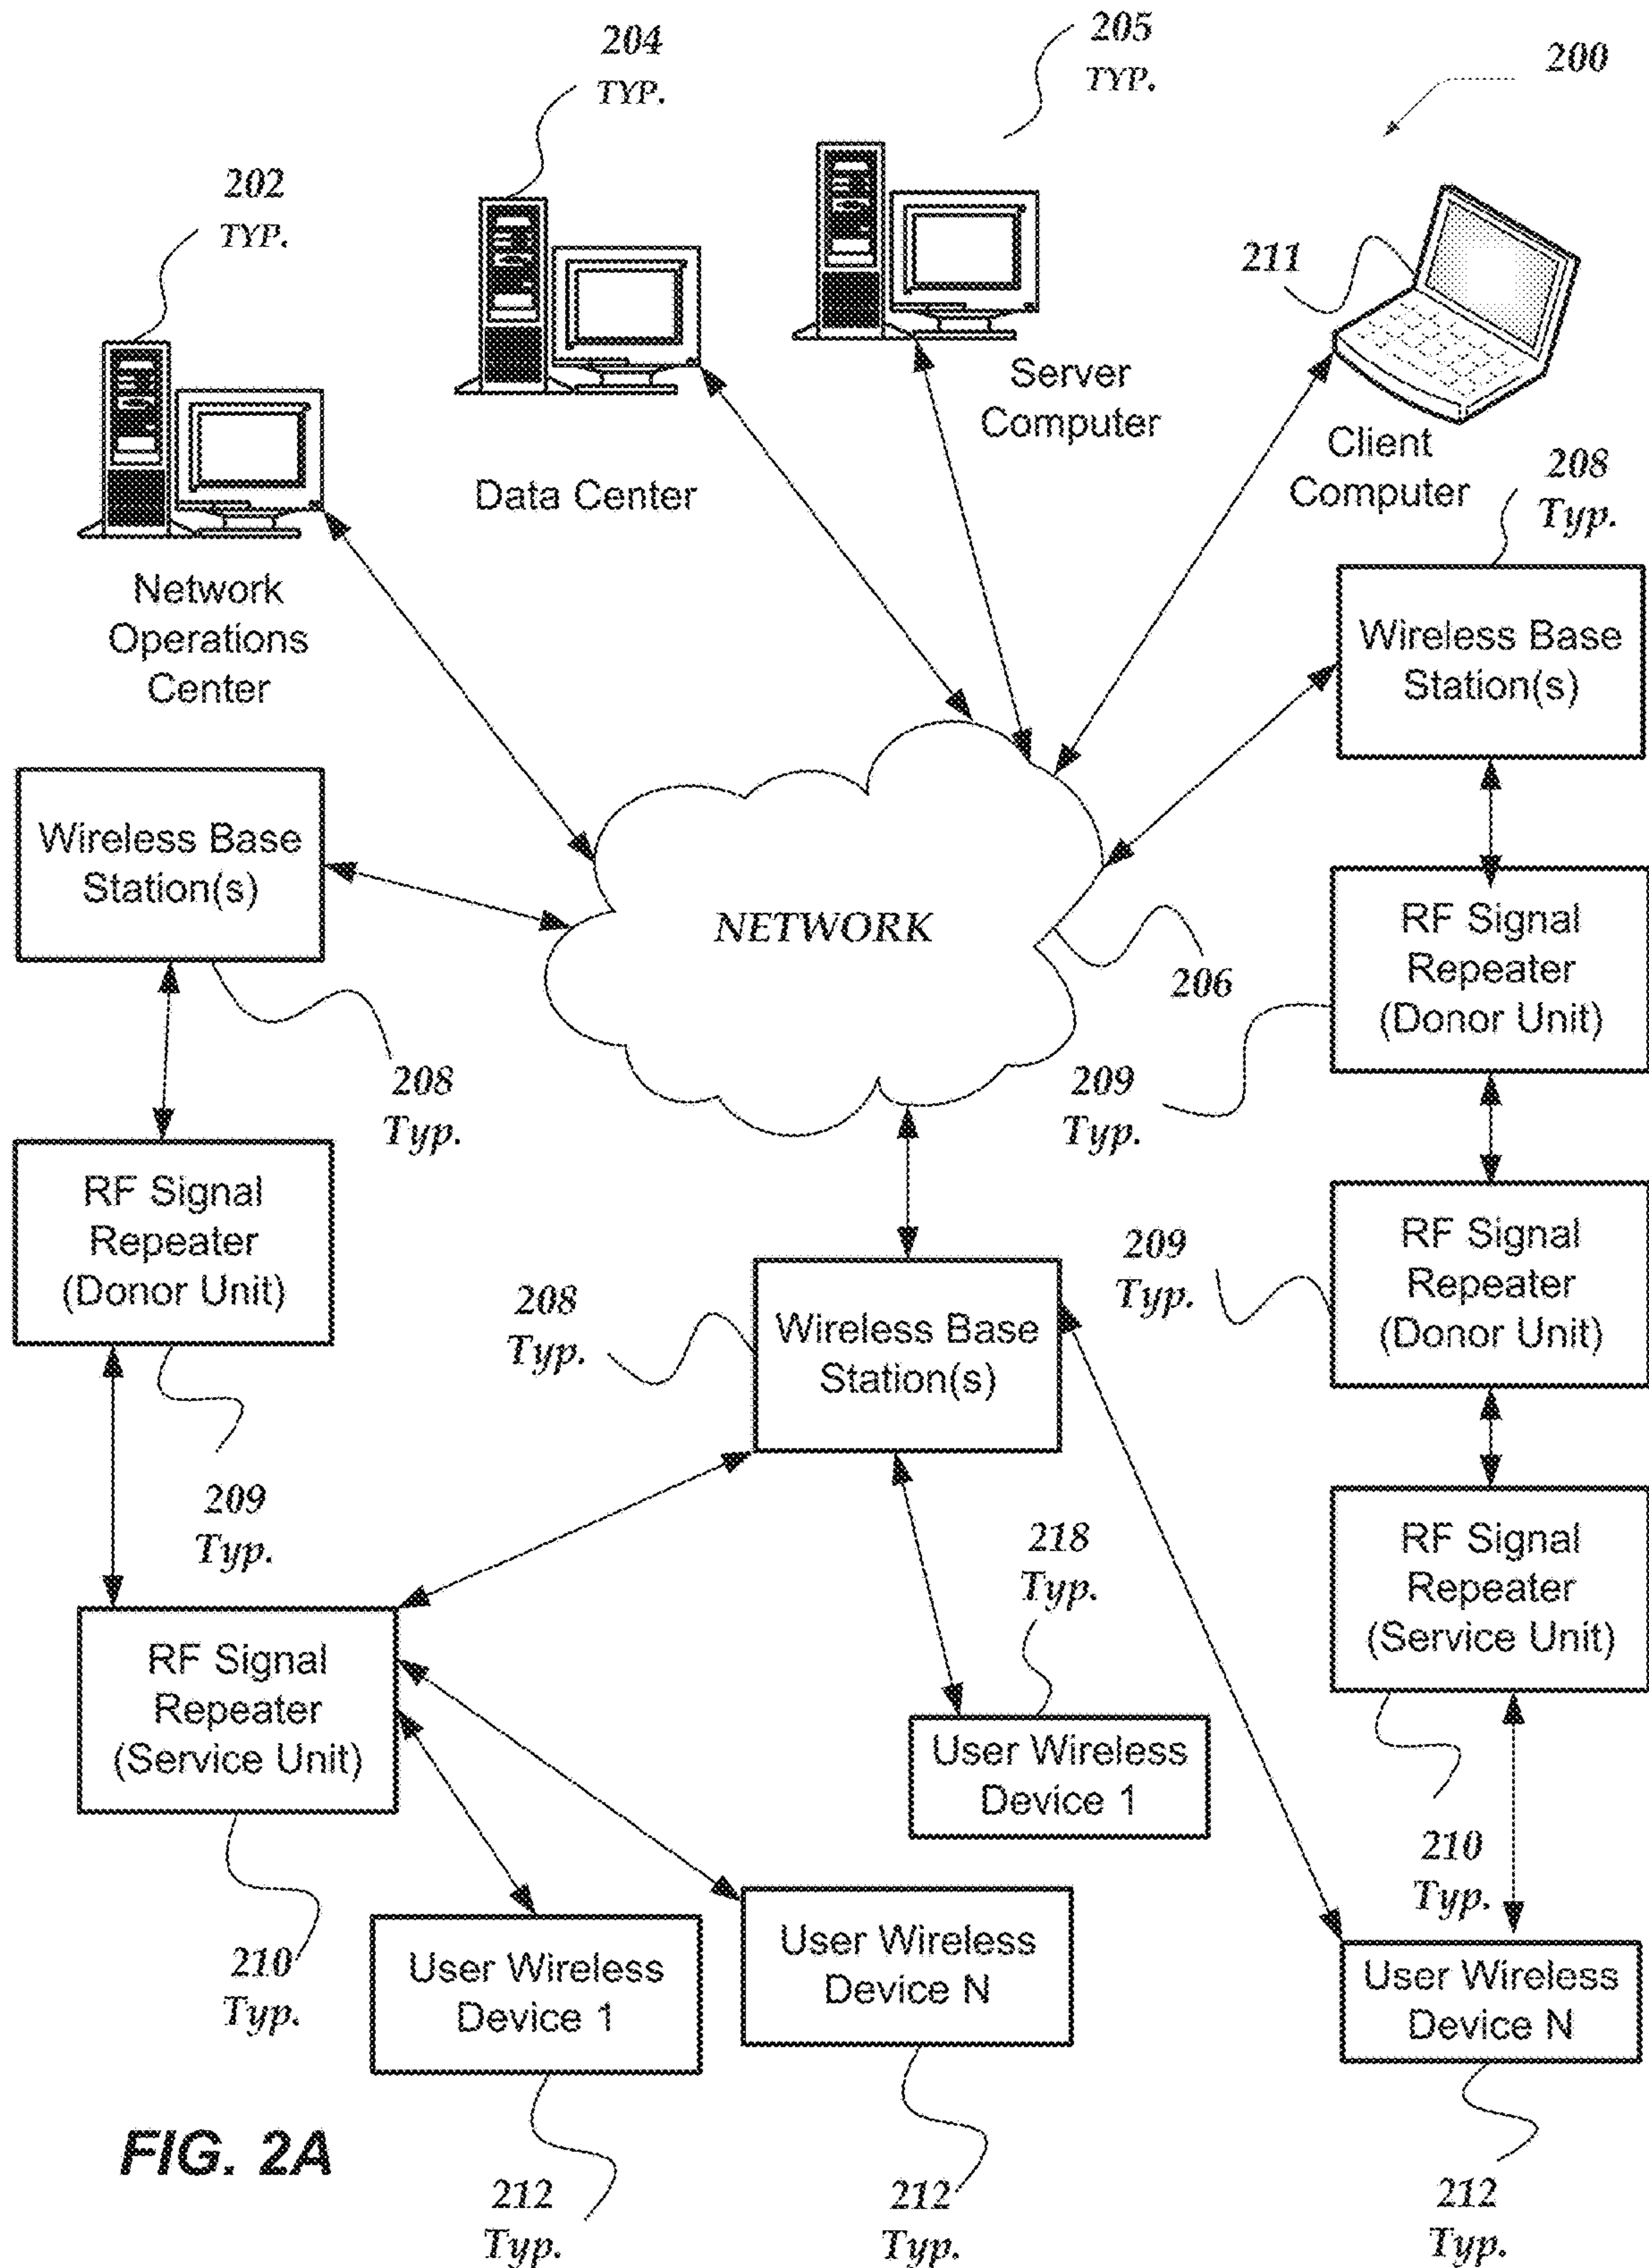 204
TYP.
205
TYP.
200
202
TYP.
211
Server
Computer
Client
Computer
Data Center
208
Typ.
Network
Operations
Center
Wireless Base
Station(s)
Wireless Base
Station(s)
NETWORK
206
RF Signal
Repeater
(Donor Unit)
208
Typ.
209
Typ.
RF Signal
Repeater
(Donor Unit)
RF Signal
Repeater
(Donor Unit)
209
Typ.
208
Typ.
Wireless Base
Station(s)
209
Typ.
218
Typ.
RF Signal
Repeater
(Service Unit)
RF Signal
Repeater
(Service Unit)
User Wireless
Device 1
210
Typ.
210
Typ.
User Wireless
Device 1
User Wireless
Device N
User Wireless
Device N
FIG. 2A
212
Typ.
212
Typ.
212
Typ.